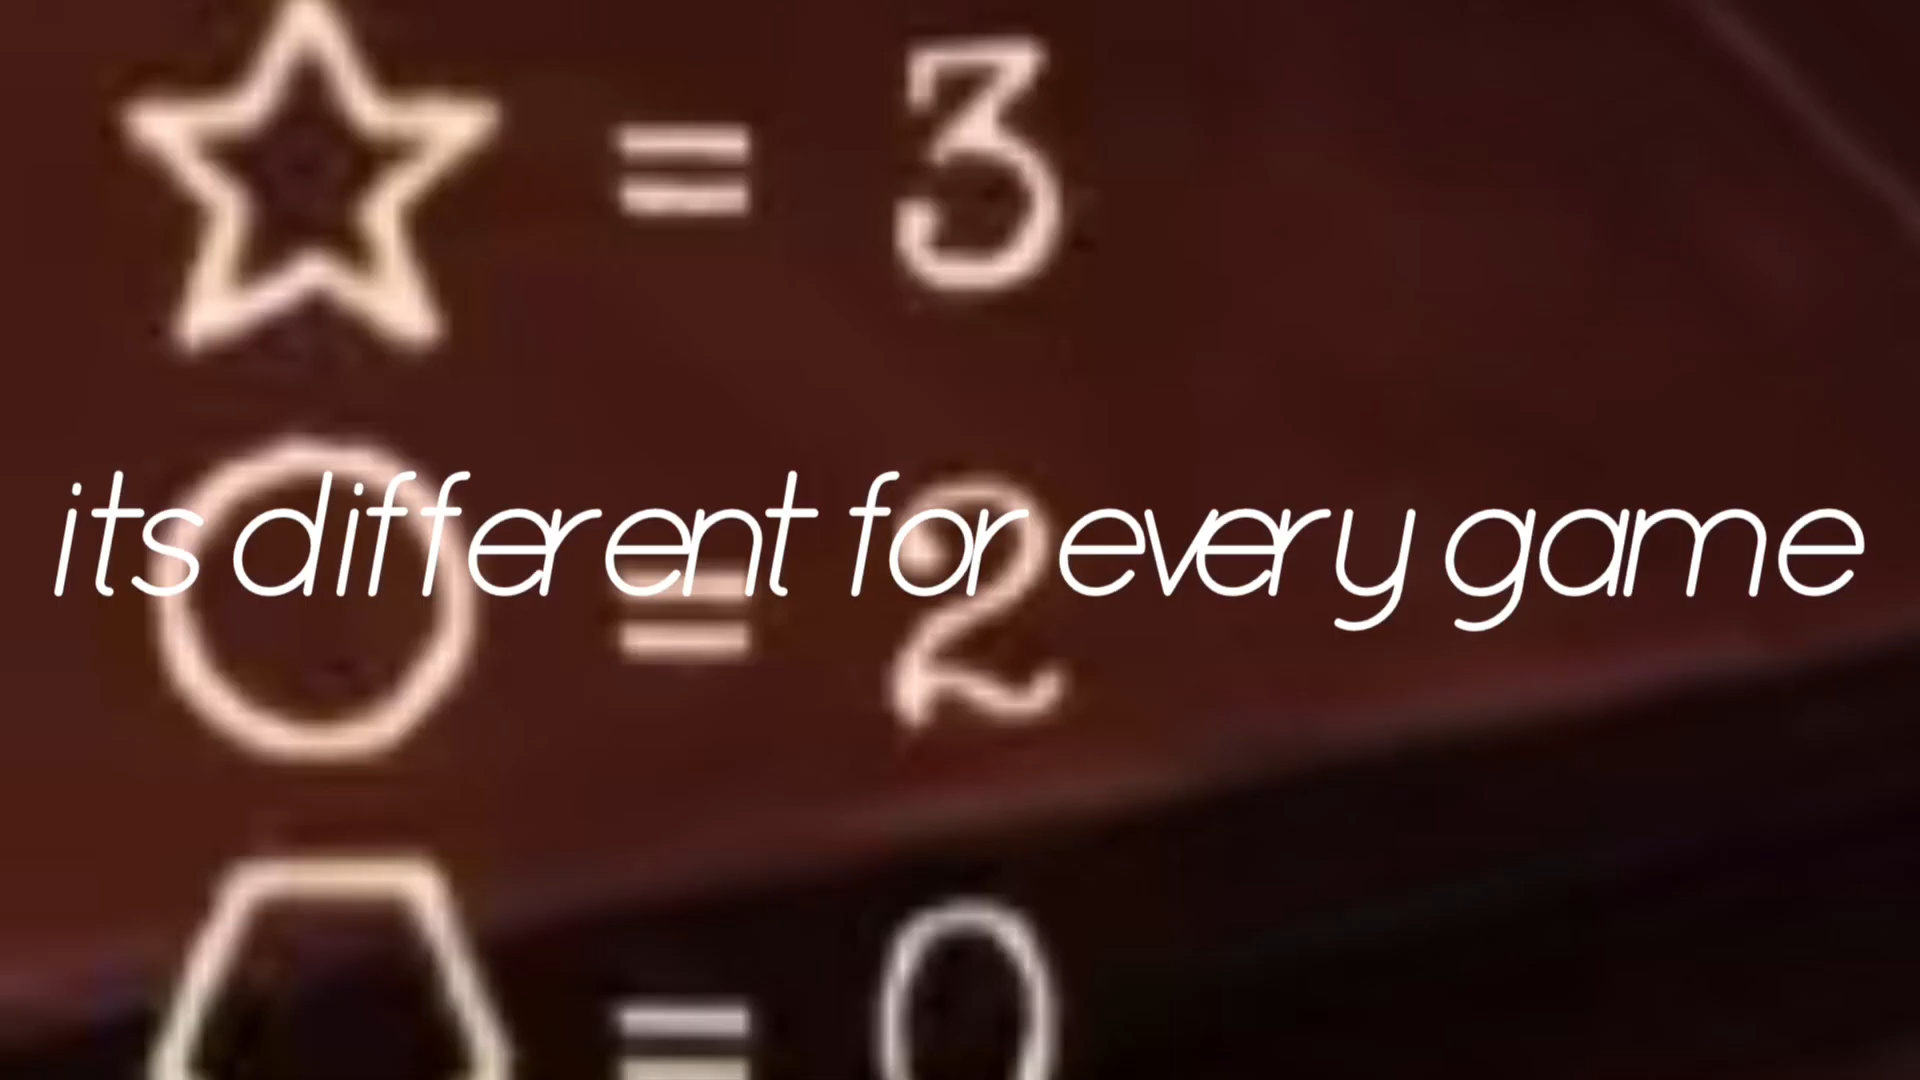 = 3
its different for every game
= 2
= 0